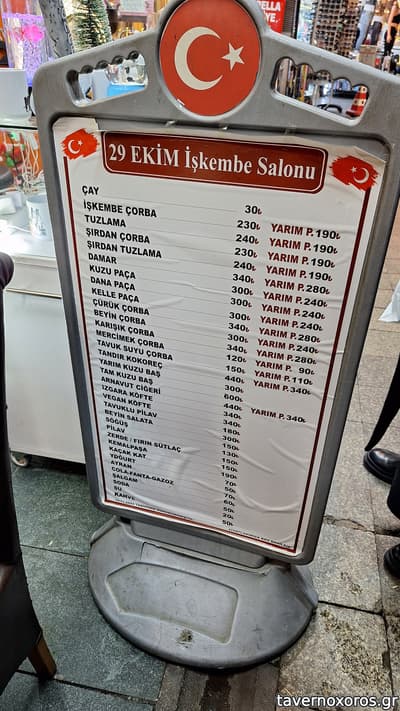 29 EKİM İşkembe Salonu
ÇAY 30₺
İŞKEMBE ÇORBA 230₺ YARIM P.190₺
TUZLAMA 240₺ YARIM P.190₺
ŞIRDAN ÇORBA 230₺ YARIM P.190₺
ŞIRDAN TUZLAMA 240₺ YARIM P.190₺
DAMAR 340₺ YARIM P.280₺
KUZU PAÇA 300₺ YARIM P.240₺
DANA PAÇA 300₺ YARIM P.240₺
KELLE PAÇA 300₺ YARIM P.240₺
ÇÜRÜK ÇORBA 340₺ YARIM P.280₺
BEYİN ÇORBA 300₺ YARIM P.240₺
KARIŞIK ÇORBA 340₺ YARIM P.280₺
MERCİMEK ÇORBA 120₺ YARIM P. 90₺
TAVUK SUYU ÇORBA 150₺ YARIM P.110₺
TANDIR KOKOREÇ 440₺ YARIM P.340₺
YARIM KUZU BAŞ 300₺
TAM KUZU BAŞ 600₺
ARNAVUT CİĞERİ 440₺ YARIM P.340₺
IZGARA KÖFTE 340₺
VEGAN KÖFTE 340₺
TAVUKLU PİLAV 180₺
BEYİN SALATA 300₺
SÖĞÜŞ 150₺
PİLAV 130₺
ZERDE / FIRIN SÜTLAÇ 150₺
KEMALPAŞA 150₺
KAÇAK KAT 190₺
YOĞURT 70₺
AYRAN 50₺
COLA-FANTA-GAZOZ 70₺
ŞALGAM 60₺
SODA 50₺
SU 20₺
KAHVE 50₺
tavernoxoros.gr